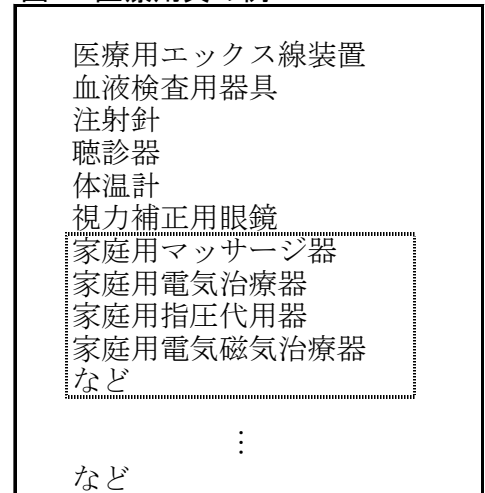 医療用エックス線装置
血液検査用器具
注射針
聴診器
体温計
視力補正用眼鏡
家庭用マッサージ器
家庭用電気治療器
家庭用指圧代用器
家庭用電気磁気治療器
など
⋮
など